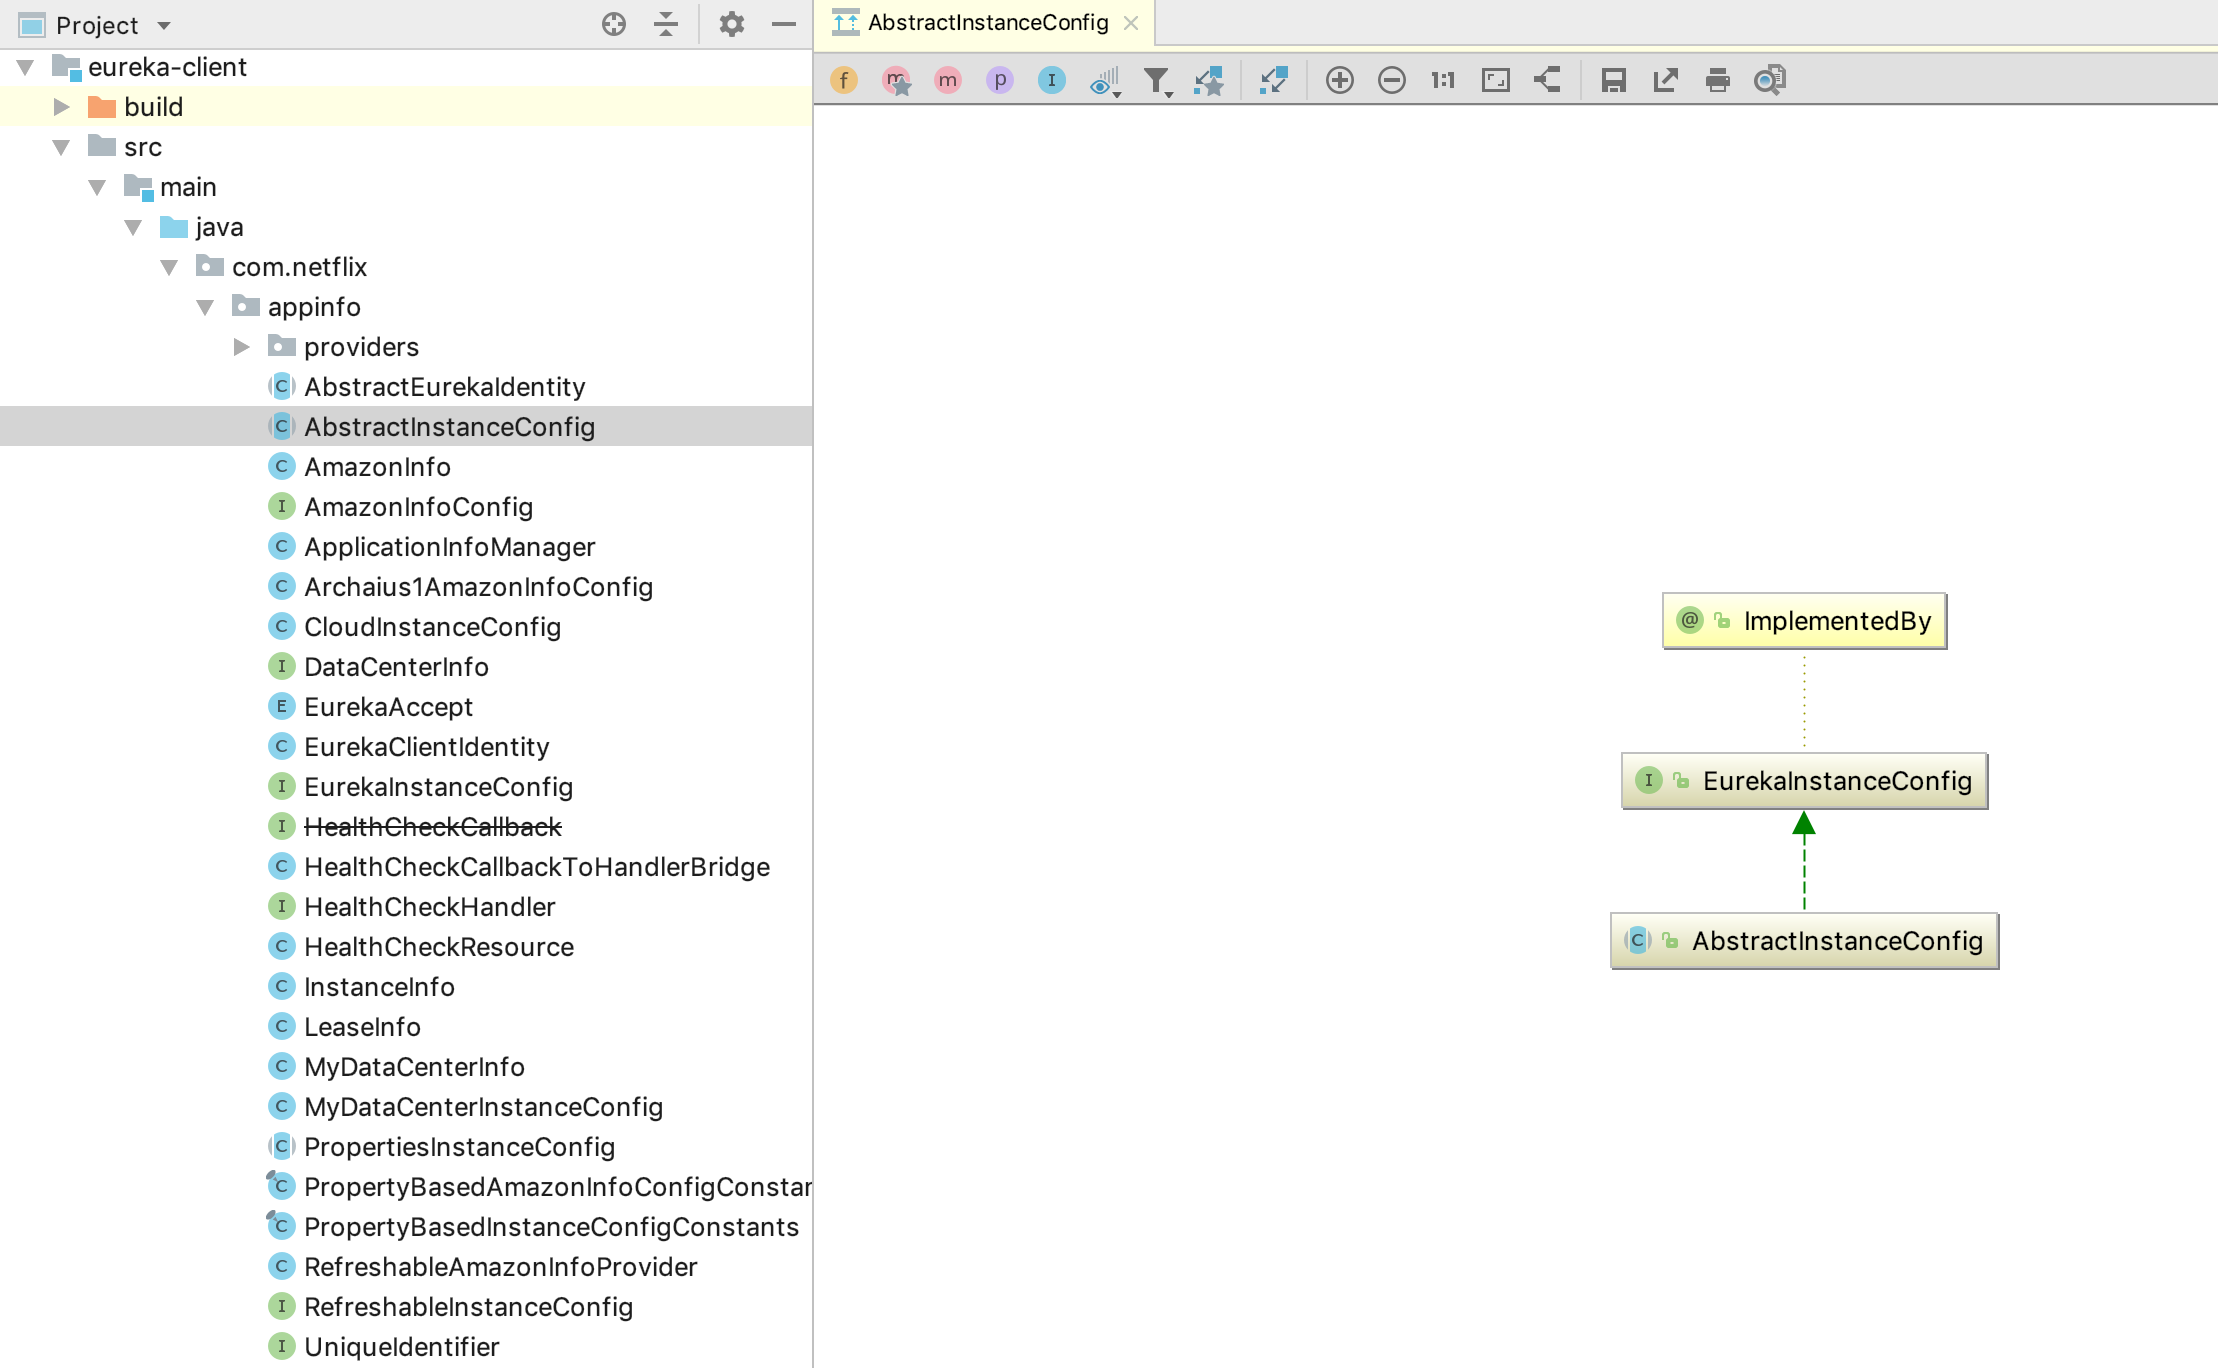 Project
eureka-client
build
src
main
java
com.netflix
appinfo
providers
AbstractEurekaIdentity
AbstractInstanceConfig
AmazonInfo
AmazonInfoConfig
ApplicationInfoManager
Archaius1AmazonInfoConfig
CloudInstanceConfig
DataCenterInfo
EurekaAccept
EurekaClientIdentity
EurekaInstanceConfig
HealthCheckCallback
HealthCheckCallbackToHandlerBridge
HealthCheckHandler
HealthCheckResource
InstanceInfo
LeaseInfo
MyDataCenterInfo
MyDataCenterInstanceConfig
PropertiesInstanceConfig
PropertyBasedAmazonInfoConfigConstar
PropertyBasedInstanceConfigConstants
RefreshableAmazonInfoProvider
RefreshableInstanceConfig
UniqueIdentifier
AbstractInstanceConfig
f m m p I 1:1
@ ImplementedBy
I EurekaInstanceConfig
C AbstractInstanceConfig